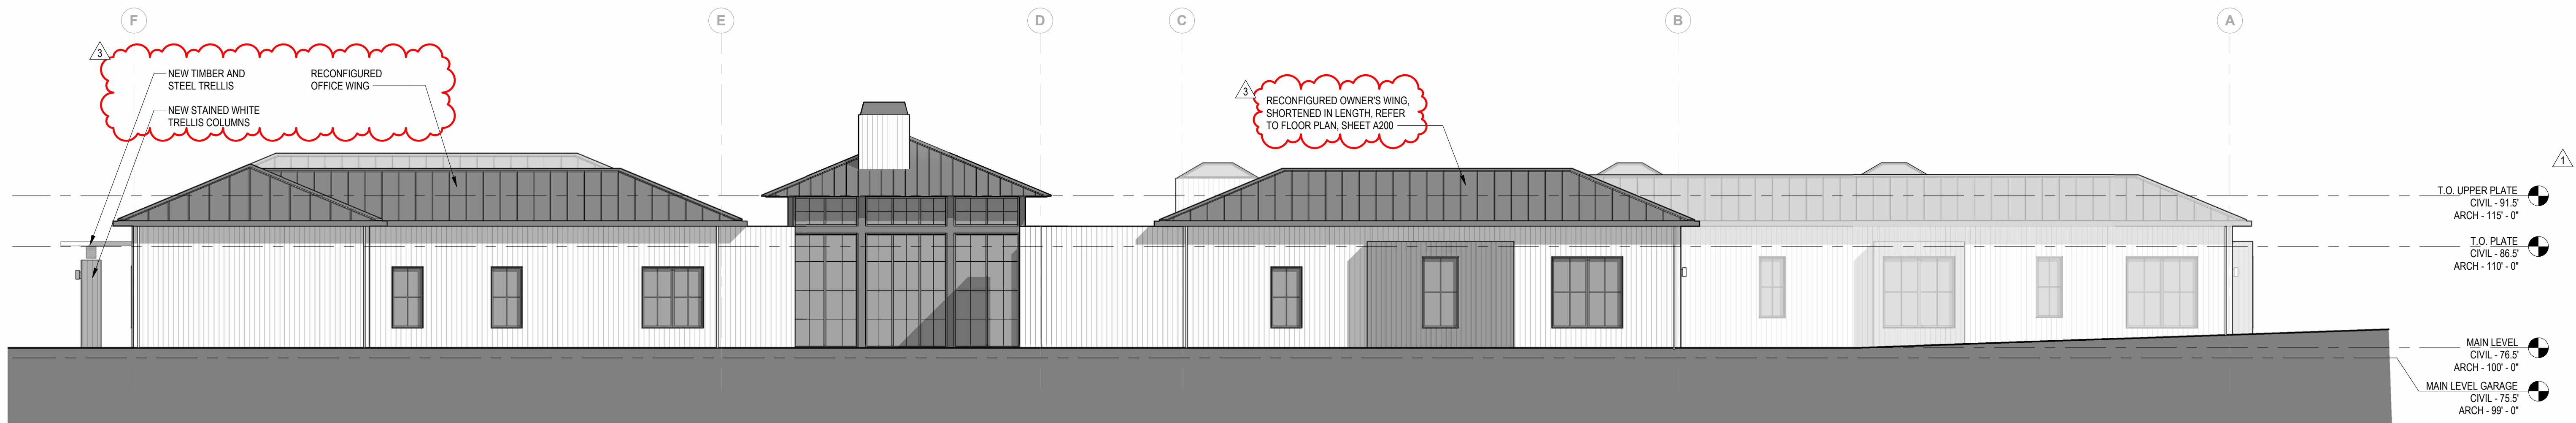 F
E
D
C
B
A
3
NEW TIMBER AND
STEEL TRELLIS
NEW STAINED WHITE
TRELLIS COLUMNS
RECONFIGURED
OFFICE WING
3
RECONFIGURED OWNER'S WING,
SHORTENED IN LENGTH, REFER
TO FLOOR PLAN, SHEET A200
1
T.O. UPPER PLATE
CIVIL - 91.5'
ARCH - 115' - 0"
T.O. PLATE
CIVIL - 86.5'
ARCH - 110' - 0"
MAIN LEVEL
CIVIL - 76.5'
ARCH - 100' - 0"
MAIN LEVEL GARAGE
CIVIL - 75.5'
ARCH - 99' - 0"